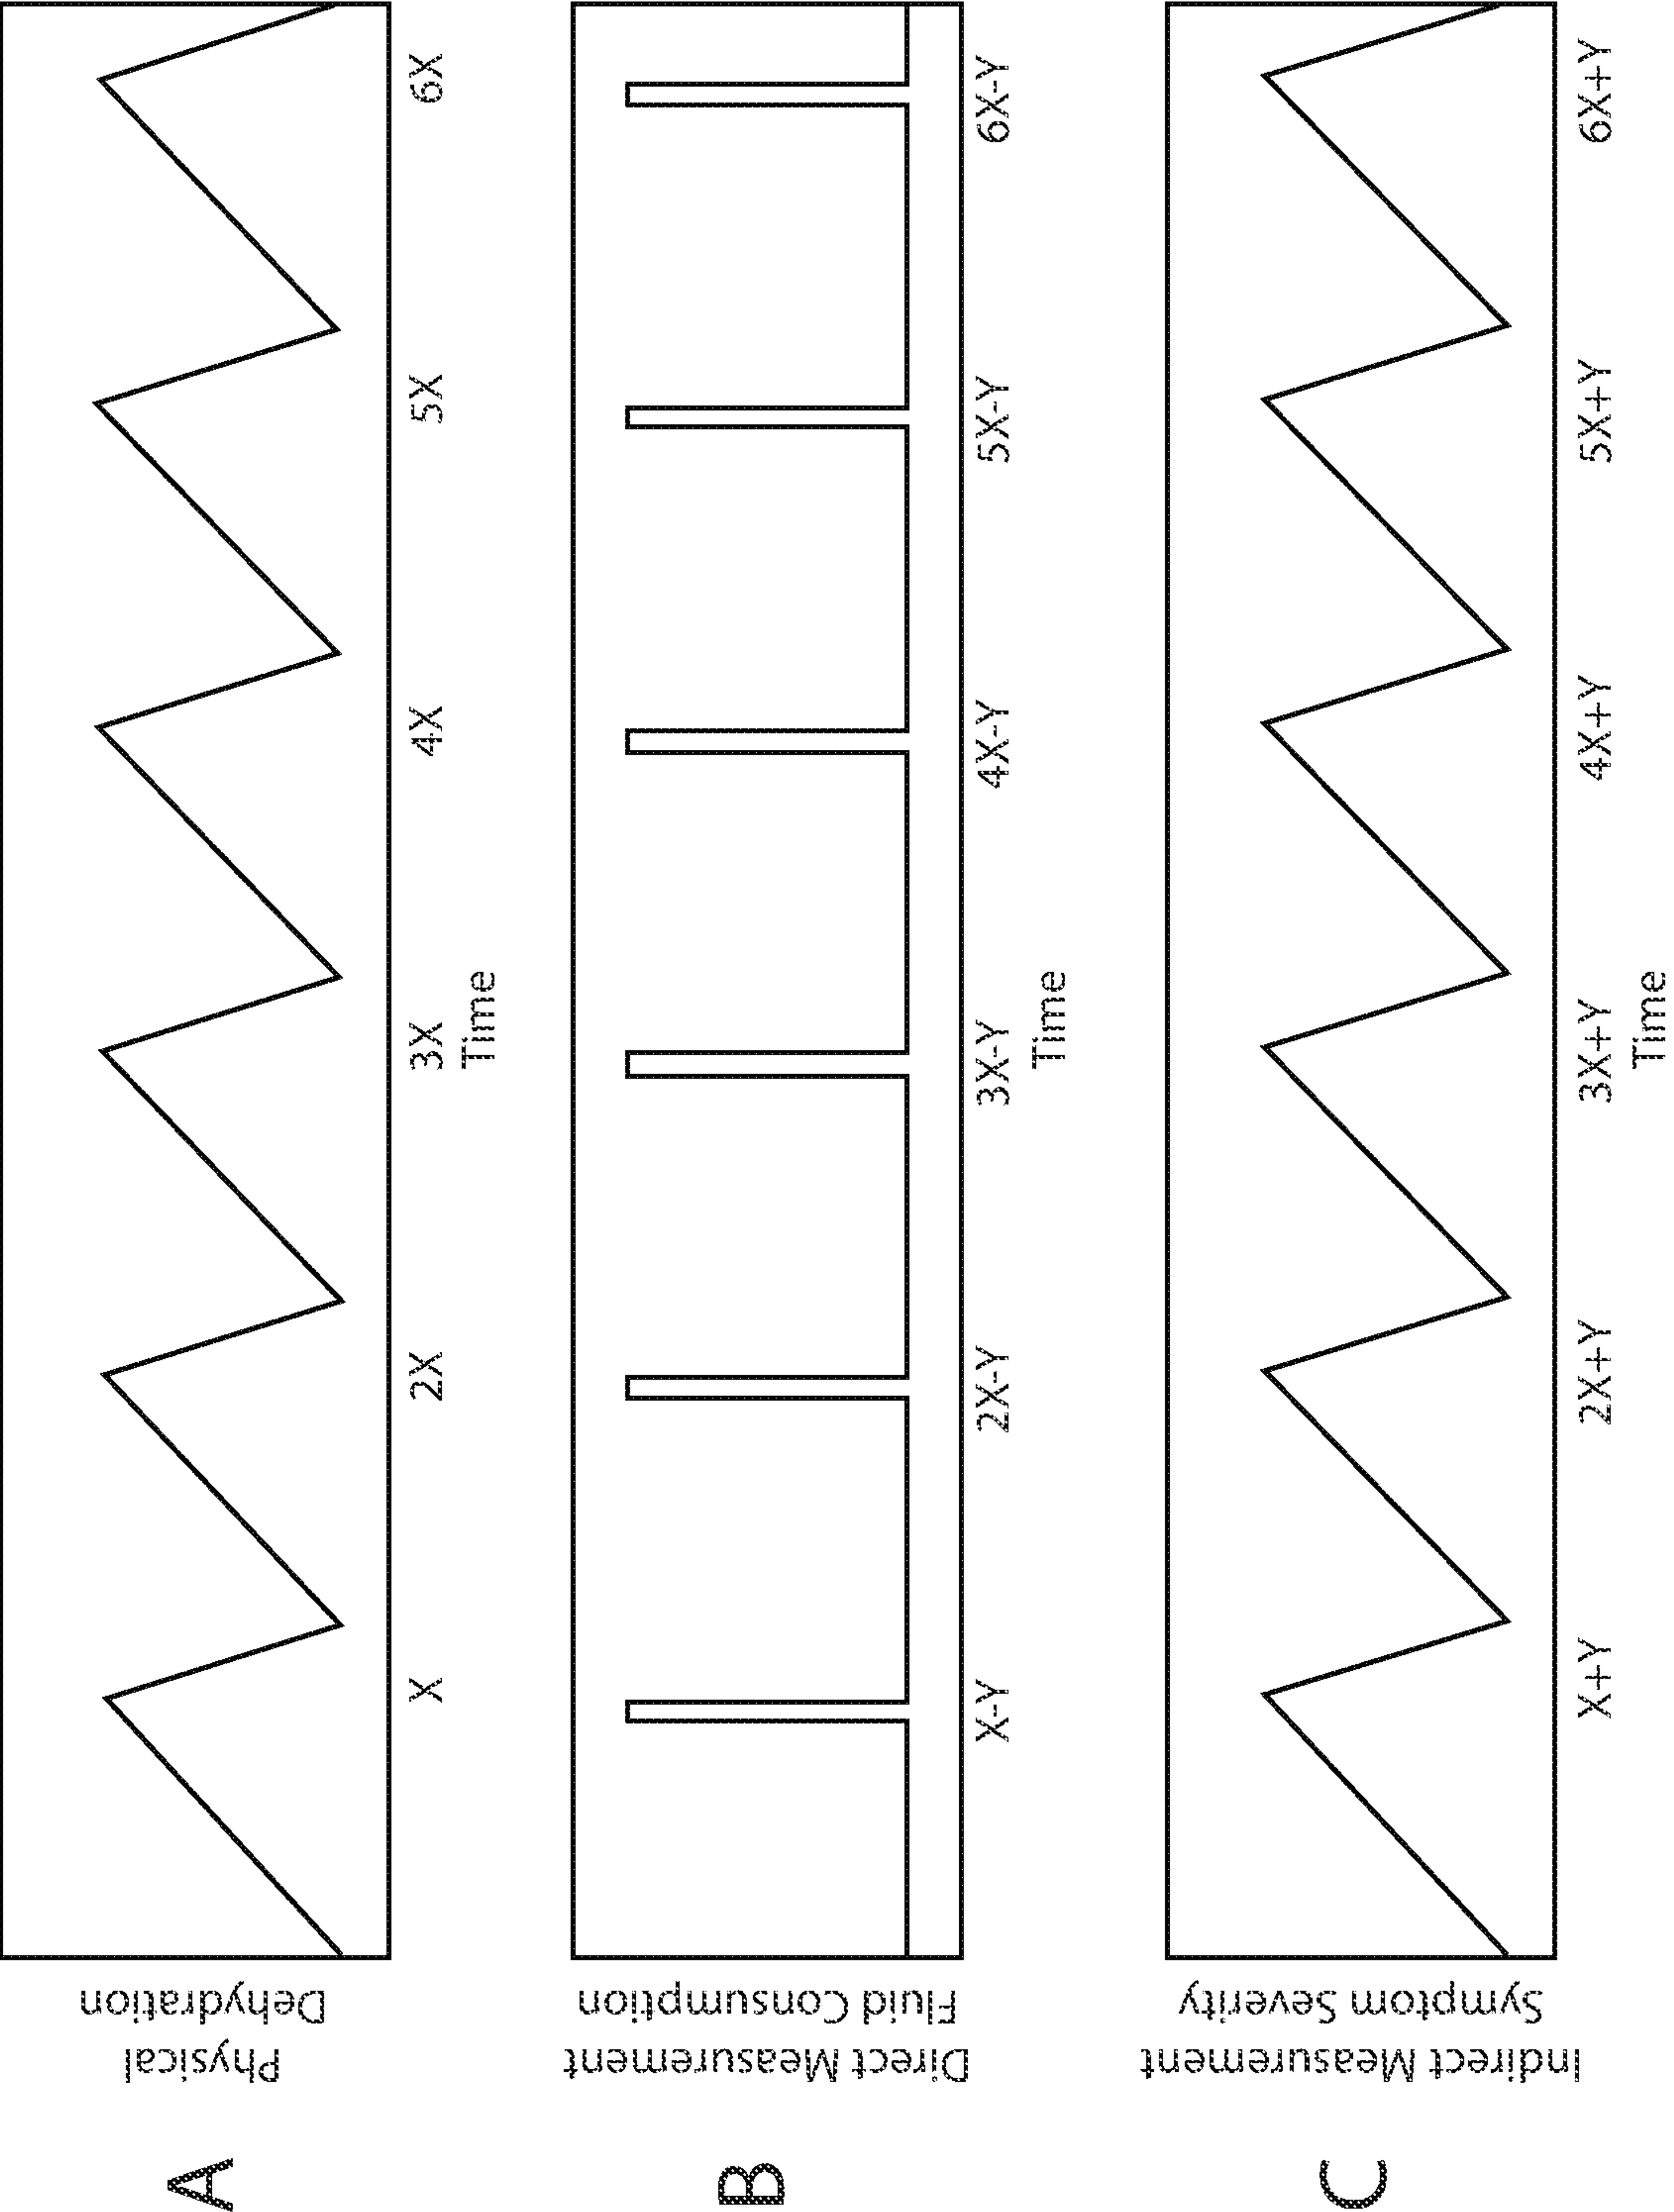 A
Physical
Dehydration
X 2X 3X 4X 5X 6X
Time
B
Direct Measurement
Fluid Consumption
X-Y 2X-Y 3X-Y 4X-Y 5X-Y 6X-Y
Time
C
Indirect Measurement
Symptom Severity
X+Y 2X+Y 3X+Y 4X+Y 5X+Y 6X+Y
Time